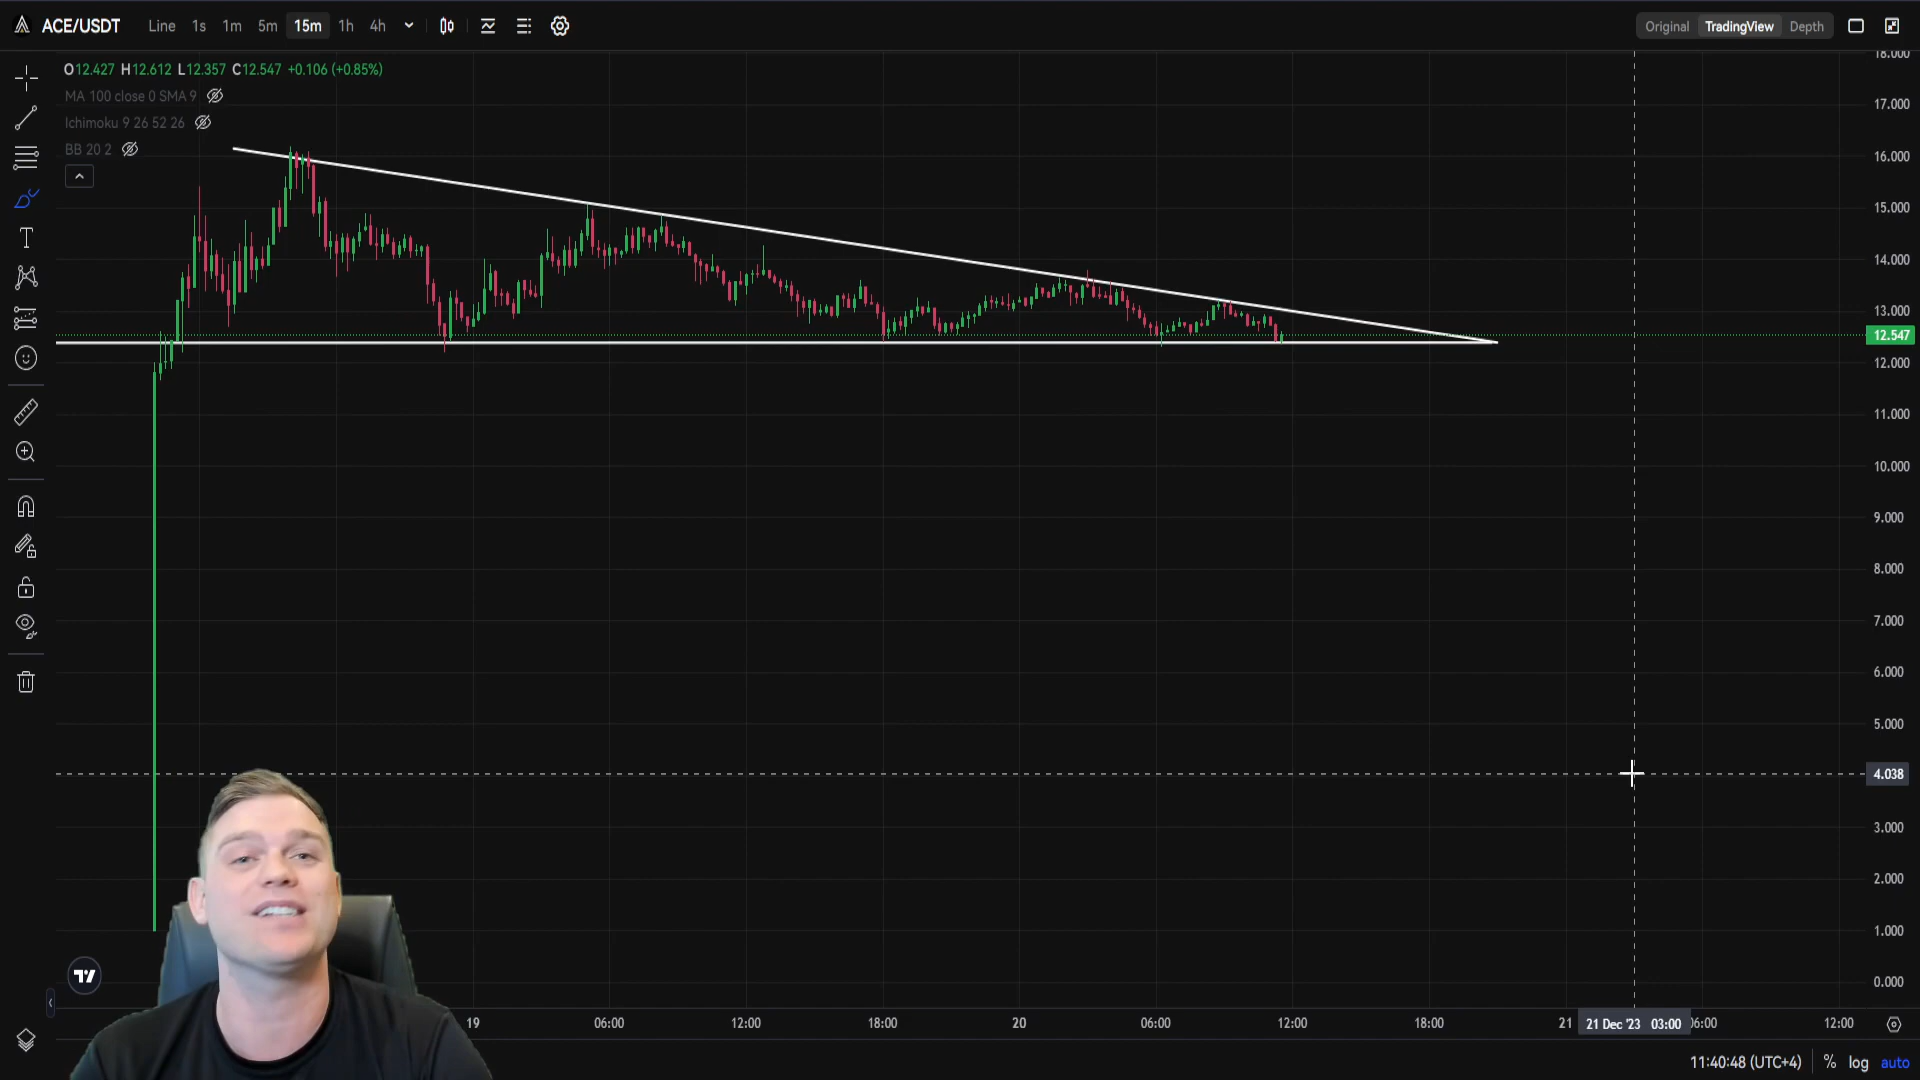 ACE/USDT Line 1s 1m 5m 15m 1h 4h Original TradingView Depth
O12.427 H12.612 L12.357 C12.547 +0.106 (+0.85%)
MA 100 close 0 SMA 9
Ichimoku 9 26 52 26
BB 20 2
18.000
17.000
16.000
15.000
14.000
13.000
12.547
12.000
11.000
10.000
9.000
8.000
7.000
6.000
5.000
4.038
3.000
2.000
1.000
0.000
19 06:00 12:00 18:00 20 06:00 12:00 18:00 21 21 Dec '23 03:00 06:00 12:00
11:40:48 (UTC+4) % log auto